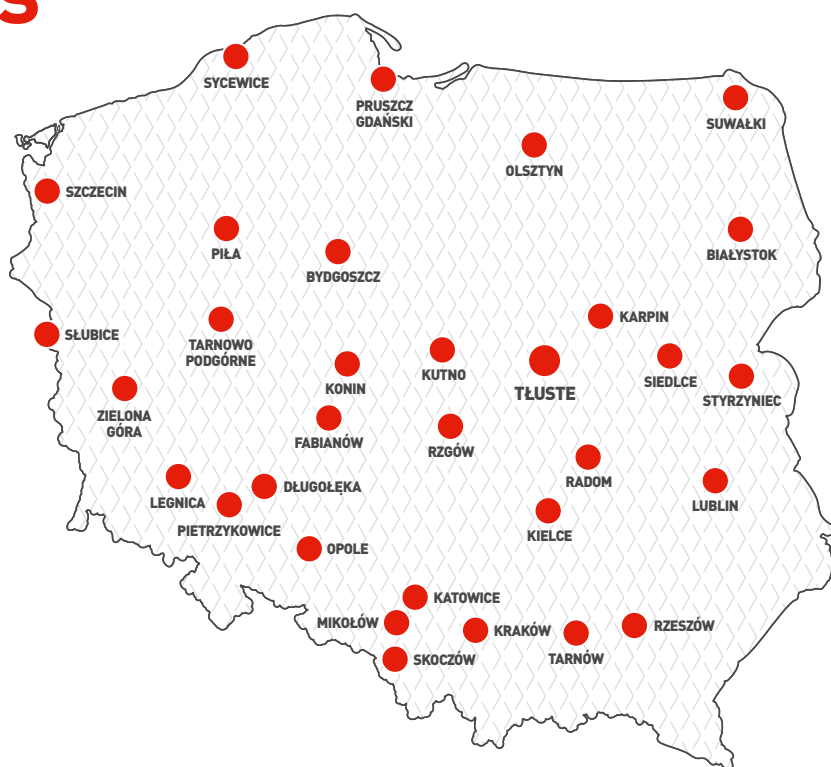 S
SYCEWICE
PRUSZCZ
GDAŃSKI
SUWAŁKI
OLSZTYN
SZCZECIN
PIŁA
BYDGOSZCZ
BIAŁYSTOK
KARPIN
SŁUBICE
TARNOWO
PODGÓRNE
KONIN
KUTNO
TŁUSTE
SIEDLCE
STYRZYNIEC
ZIELONA
GÓRA
FABIANÓW
RZGÓW
RADOM
LEGNICA
DŁUGOŁĘKA
LUBLIN
PIETRZYKOWICE
KIELCE
OPOLE
KATOWICE
MIKOŁÓW
KRAKÓW
RZESZÓW
SKOCZÓW
TARNÓW